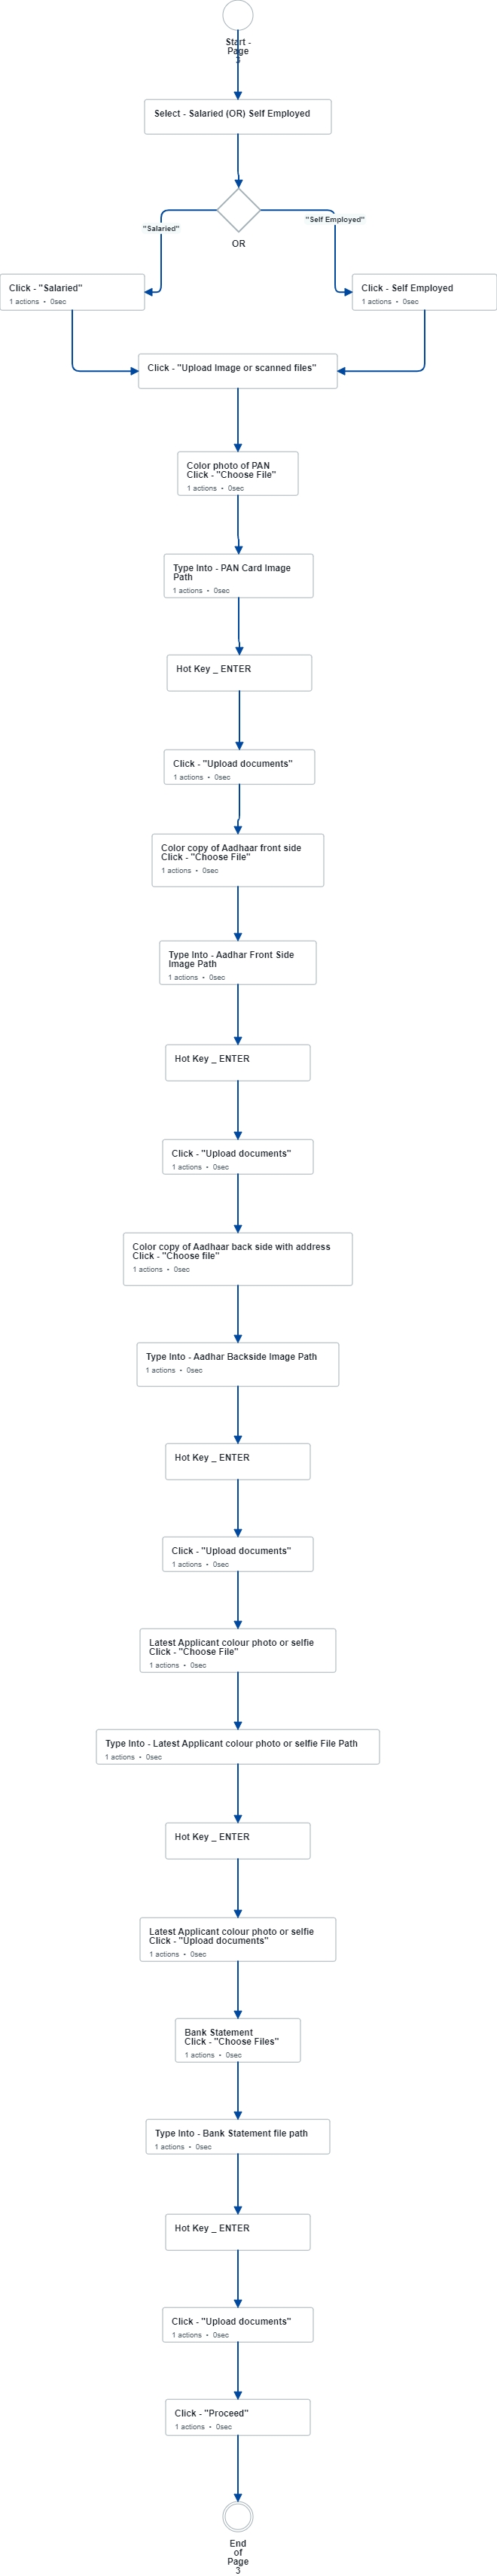 Start -
Page
3
Select - Salaried (OR) Self Employed
"Salaried"
"Self Employed"
OR
Click - "Salaried"
1 actions • 0sec
Click - Self Employed
1 actions • 0sec
Click - "Upload Image or scanned files"
Color photo of PAN
Click - "Choose File"
1 actions • 0sec
Type Into - PAN Card Image
Path
1 actions • 0sec
Hot Key _ ENTER
Click - "Upload documents"
1 actions • 0sec
Color copy of Aadhaar front side
Click - "Choose File"
1 actions • 0sec
Type Into - Aadhar Front Side
Image Path
1 actions • 0sec
Hot Key _ ENTER
Click - "Upload documents"
1 actions • 0sec
Color copy of Aadhaar back side with address
Click - "Choose file"
1 actions • 0sec
Type Into - Aadhar Backside Image Path
1 actions • 0sec
Hot Key _ ENTER
Click - "Upload documents"
1 actions • 0sec
Latest Applicant colour photo or selfie
Click - "Choose File"
1 actions • 0sec
Type Into - Latest Applicant colour photo or selfie File Path
1 actions • 0sec
Hot Key _ ENTER
Latest Applicant colour photo or selfie
Click - "Upload documents"
1 actions • 0sec
Bank Statement
Click - "Choose Files"
1 actions • 0sec
Type Into - Bank Statement file path
1 actions • 0sec
Hot Key _ ENTER
Click - "Upload documents"
1 actions • 0sec
Click - "Proceed"
1 actions • 0sec
End
of
Page
3